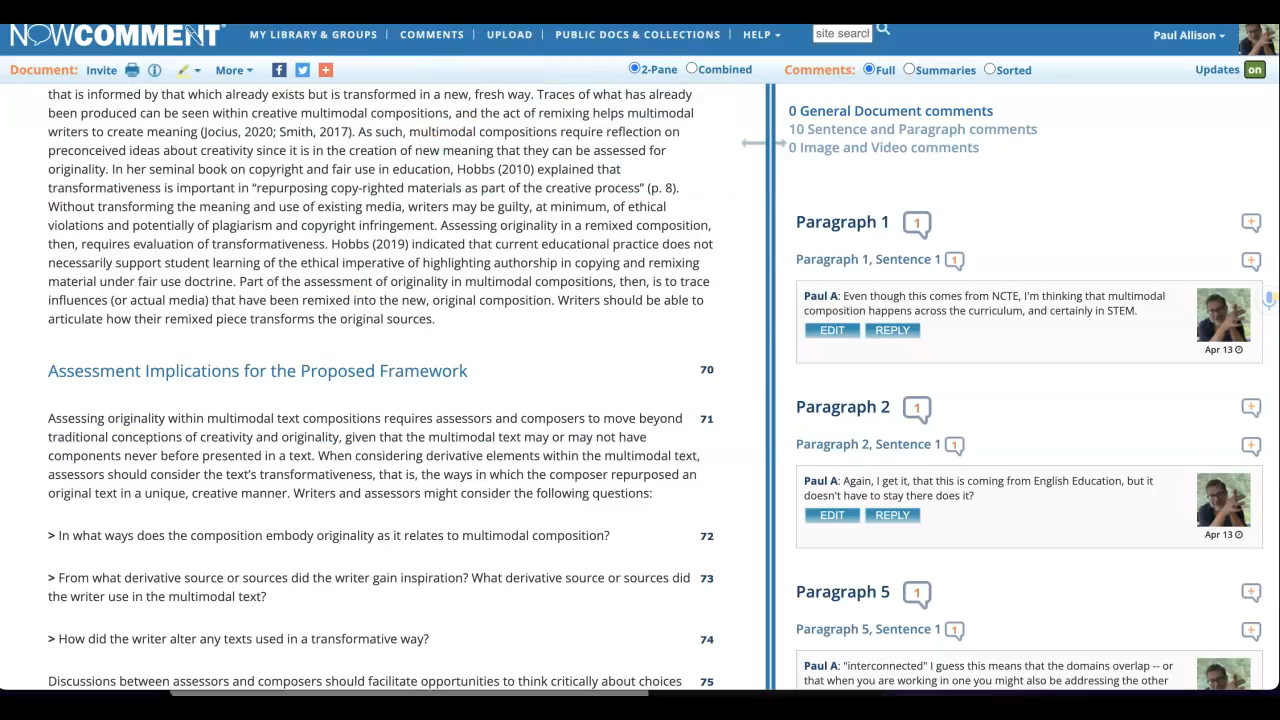 NOWCOMMENT
MY LIBRARY & GROUPS | COMMENTS | UPLOAD | PUBLIC DOCS & COLLECTIONS | HELP
site search
Paul Allison
Document: Invite More
2-Pane Combined
Comments: Full Summaries Sorted
Updates on
that is informed by that which already exists but is transformed in a new, fresh way. Traces of what has already
been produced can be seen within creative multimodal compositions, and the act of remixing helps multimodal
writers to create meaning (Jocius, 2020; Smith, 2017). As such, multimodal compositions require reflection on
preconceived ideas about creativity since it is in the creation of new meaning that they can be assessed for
originality. In her seminal book on copyright and fair use in education, Hobbs (2010) explained that
transformativeness is important in “repurposing copy-righted materials as part of the creative process” (p. 8).
Without transforming the meaning and use of existing media, writers may be guilty, at minimum, of ethical
violations and potentially of plagiarism and copyright infringement. Assessing originality in a remixed composition,
then, requires evaluation of transformativeness. Hobbs (2019) indicated that current educational practice does not
necessarily support student learning of the ethical imperative of highlighting authorship in copying and remixing
material under fair use doctrine. Part of the assessment of originality in multimodal compositions, then, is to trace
influences (or actual media) that have been remixed into the new, original composition. Writers should be able to
articulate how their remixed piece transforms the original sources.
Assessment Implications for the Proposed Framework 70
Assessing originality within multimodal text compositions requires assessors and composers to move beyond 71
traditional conceptions of creativity and originality, given that the multimodal text may or may not have
components never before presented in a text. When considering derivative elements within the multimodal text,
assessors should consider the text’s transformativeness, that is, the ways in which the composer repurposed an
original text in a unique, creative manner. Writers and assessors might consider the following questions:
> In what ways does the composition embody originality as it relates to multimodal composition? 72
> From what derivative source or sources did the writer gain inspiration? What derivative source or sources did 73
the writer use in the multimodal text?
> How did the writer alter any texts used in a transformative way? 74
Discussions between assessors and composers should facilitate opportunities to think critically about choices 75
0 General Document comments
10 Sentence and Paragraph comments
0 Image and Video comments
Paragraph 1 1
Paragraph 1, Sentence 1 1
Paul A: Even though this comes from NCTE, I'm thinking that multimodal
composition happens across the curriculum, and certainly in STEM.
EDIT REPLY
Apr 13
Paragraph 2 1
Paragraph 2, Sentence 1 1
Paul A: Again, I get it, that this is coming from English Education, but it
doesn't have to stay there does it?
EDIT REPLY
Apr 13
Paragraph 5 1
Paragraph 5, Sentence 1 1
Paul A: "interconnected" I guess this means that the domains overlap -- or
that when you are working in one you might also be addressing the other